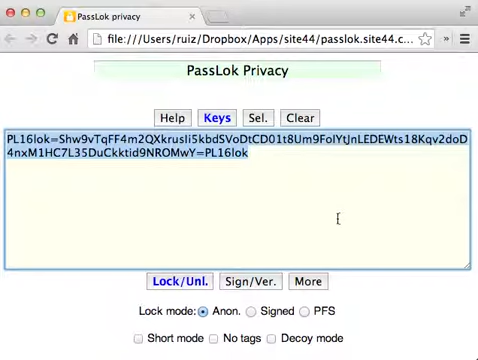 PassLok privacy
file:///Users/ruiz/Dropbox/Apps/site44/passlok.site44.c...
PassLok Privacy
Help Keys Sel. Clear
PL16lok=Shw9vTqFF4m2QXkrusIi5kbdSVoDtCD01t8Um9FoIYtJnLEDEWts18Kqv2doD
4nxM1HC7L35DuCkktid9NROMwY=PL16lok
Lock/Unl. Sign/Ver. More
Lock mode: Anon. Signed PFS
Short mode No tags Decoy mode